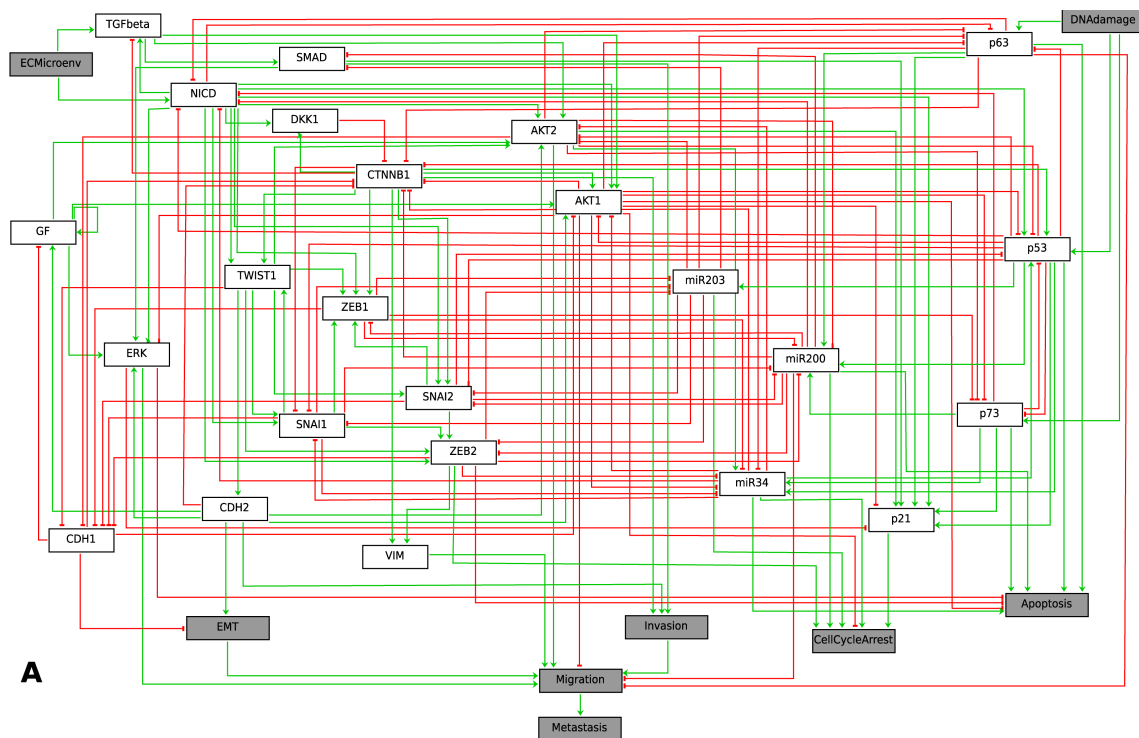 DNAdamage
TGFbeta
p63
ECMicroenv
SMAD
NICD
DKK1
AKT2
CTNNB1
AKT1
GF
p53
TWIST1
miR203
ZEB1
ERK
miR200
SNAI2
p73
SNAI1
ZEB2
miR34
CDH2
p21
CDH1
VIM
Apoptosis
EMT
Invasion
CellCycleArrest
A
Migration
Metastasis